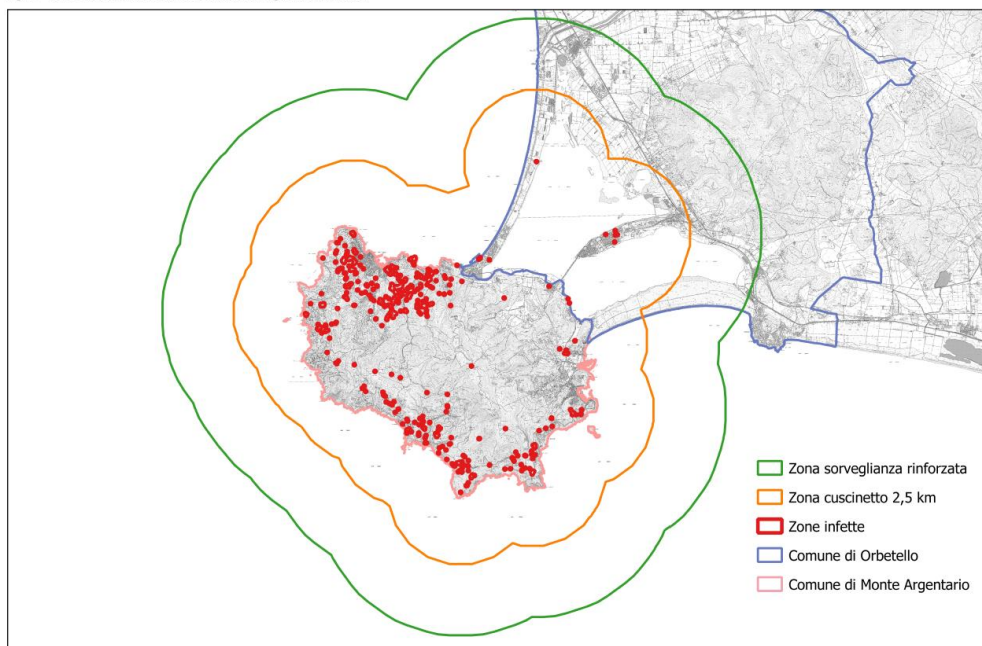 Zona sorveglianza rinforzata
Zona cuscinetto 2,5 km
Zone infette
Comune di Orbetello
Comune di Monte Argentario